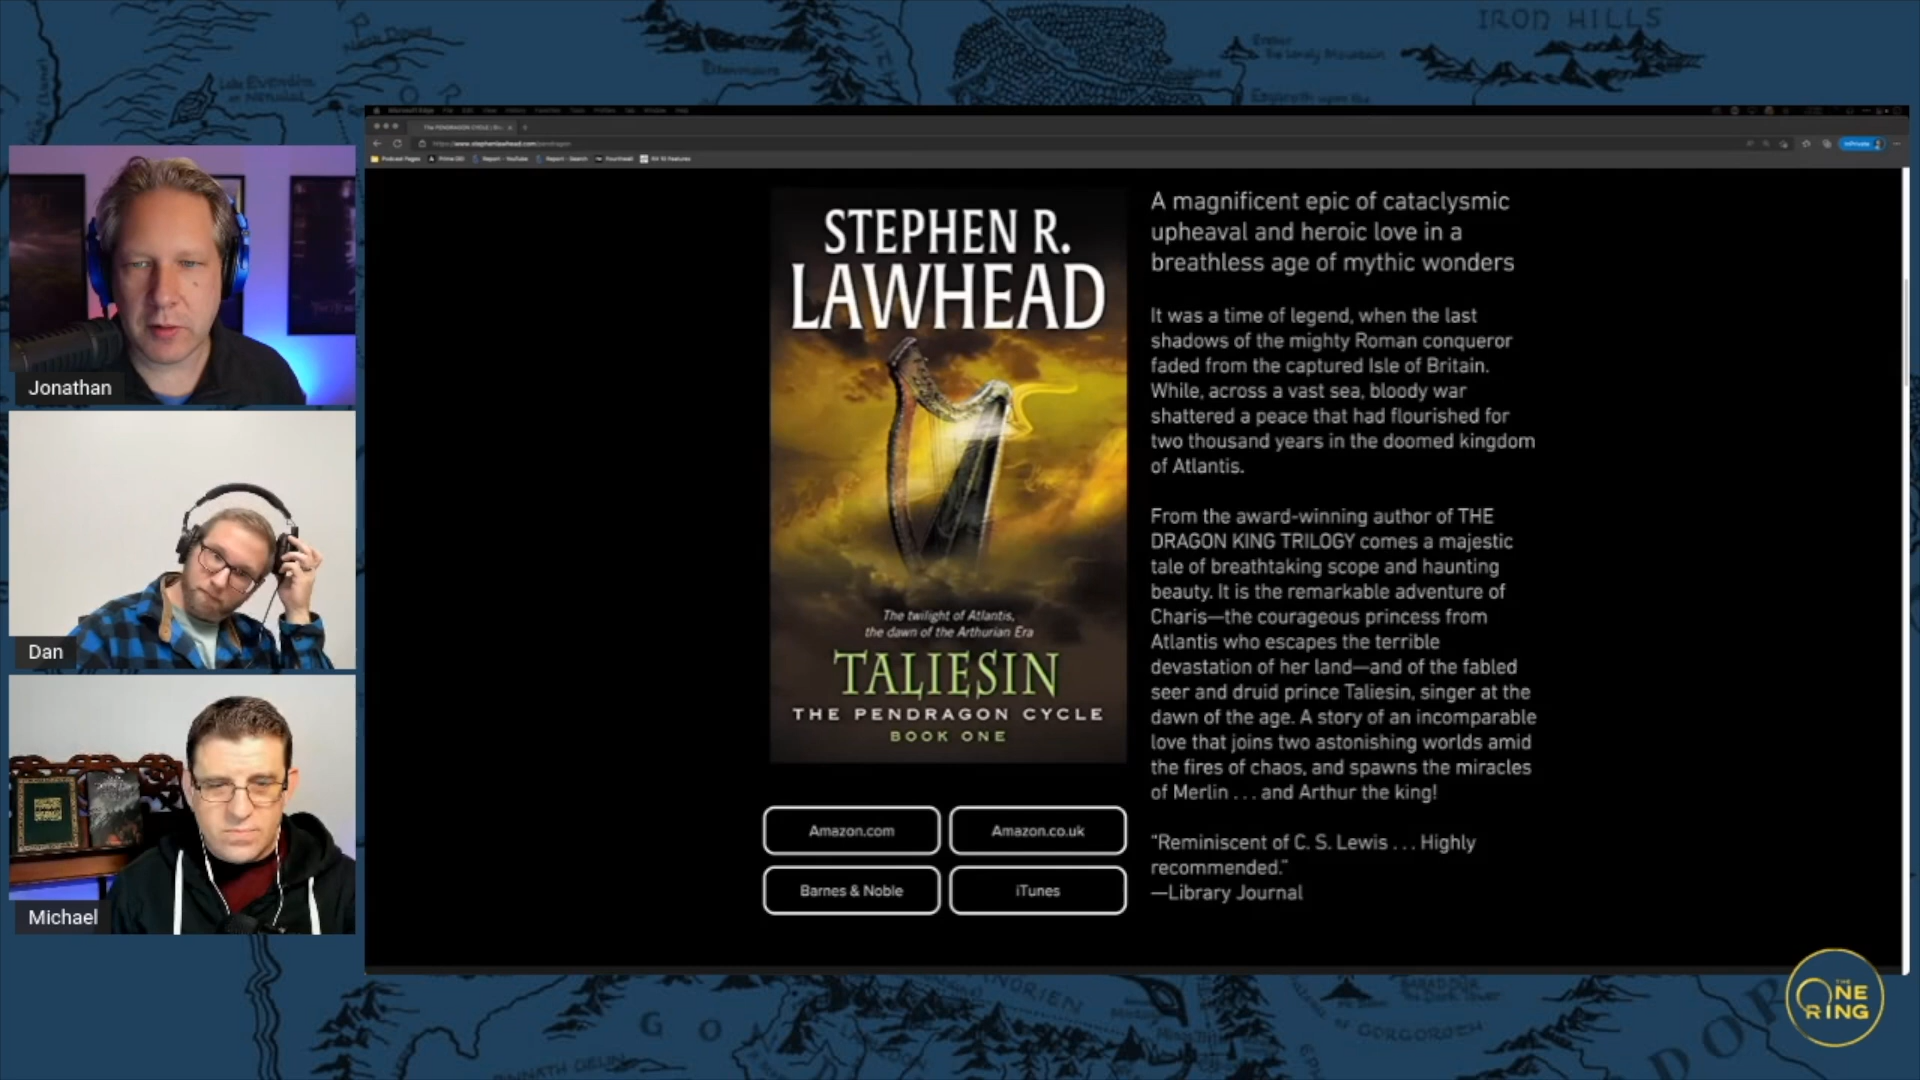 IRON HILLS
https://www.stephenlawhead.com/pendragon
STEPHEN R.
LAWHEAD
The twilight of Atlantis,
the dawn of the Arthurian Era
TALIESIN
THE PENDRAGON CYCLE
BOOK ONE
Amazon.com
Amazon.co.uk
Barnes & Noble
iTunes
A magnificent epic of cataclysmic
upheaval and heroic love in a
breathless age of mythic wonders
It was a time of legend, when the last
shadows of the mighty Roman conqueror
faded from the captured Isle of Britain.
While, across a vast sea, bloody war
shattered a peace that had flourished for
two thousand years in the doomed kingdom
of Atlantis.
From the award-winning author of THE
DRAGON KING TRILOGY comes a majestic
tale of breathtaking scope and haunting
beauty. It is the remarkable adventure of
Charis—the courageous princess from
Atlantis who escapes the terrible
devastation of her land—and of the fabled
seer and druid prince Taliesin, singer at the
dawn of the age. A story of an incomparable
love that joins two astonishing worlds amid
the fires of chaos, and spawns the miracles
of Merlin . . . and Arthur the king!
“Reminiscent of C. S. Lewis . . . Highly
recommended.”
—Library Journal
Jonathan
Dan
Michael
THE
ONE
RING